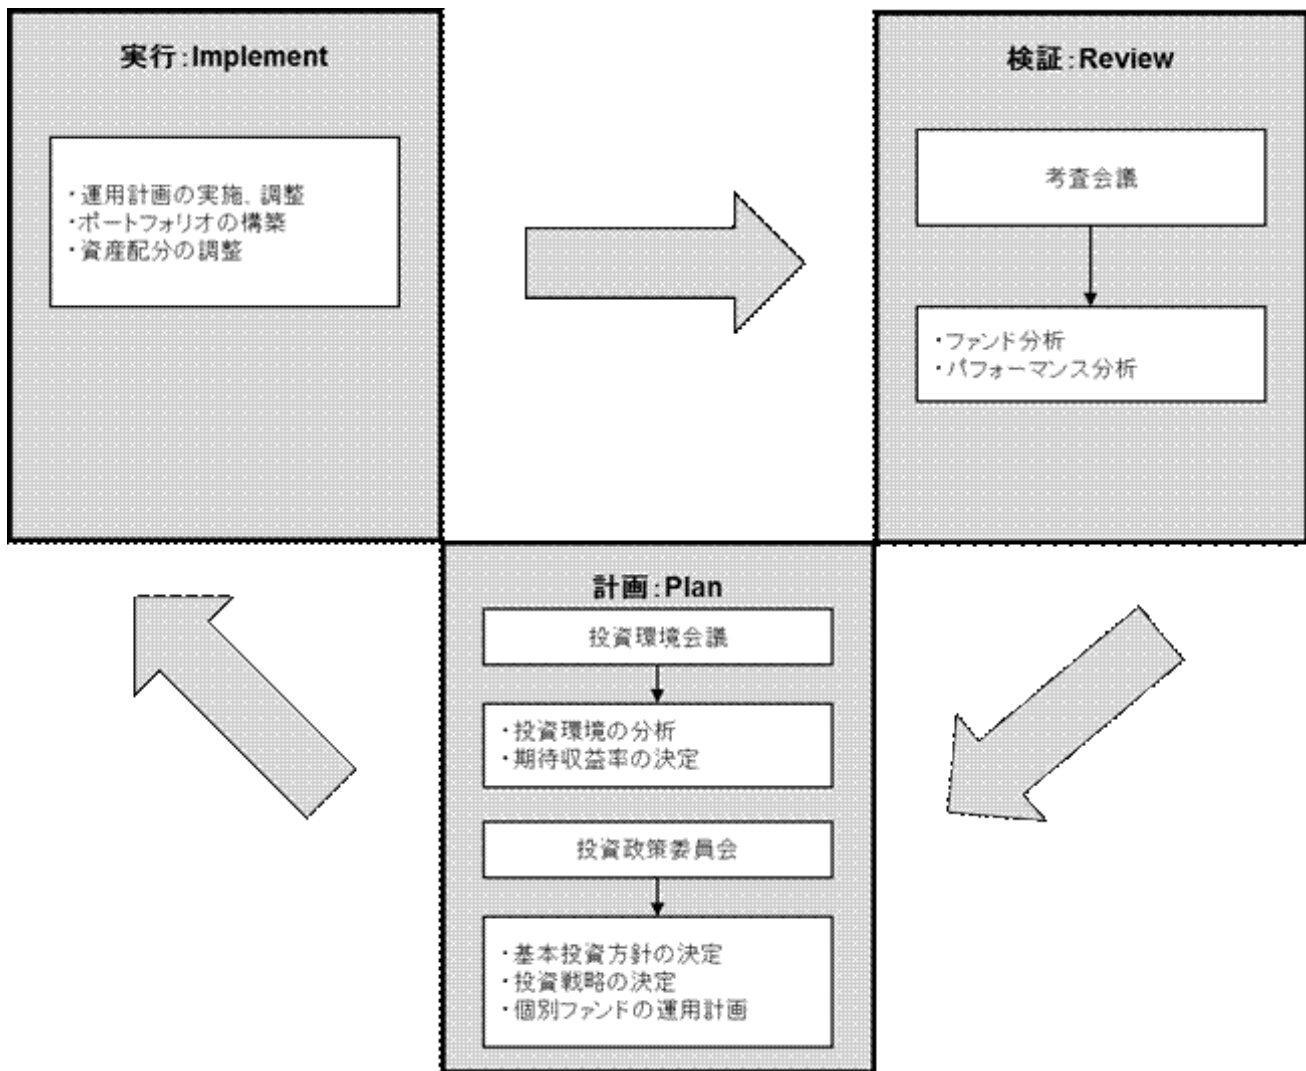 実行：Implement
・運用計画の実施、調整
・ポートフォリオの構築
・資産配分の調整
検証：Review
考査会議
・ファンド分析
・パフォーマンス分析
計画：Plan
投資環境会議
・投資環境の分析
・期待収益率の決定
投資政策委員会
・基本投資方針の決定
・投資戦略の決定
・個別ファンドの運用計画